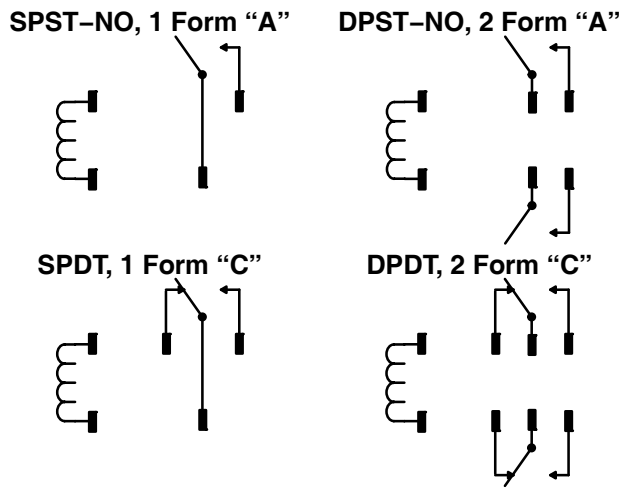 SPST–NO, 1 Form “A”
DPST–NO, 2 Form “A”
SPDT, 1 Form “C”
DPDT, 2 Form “C”